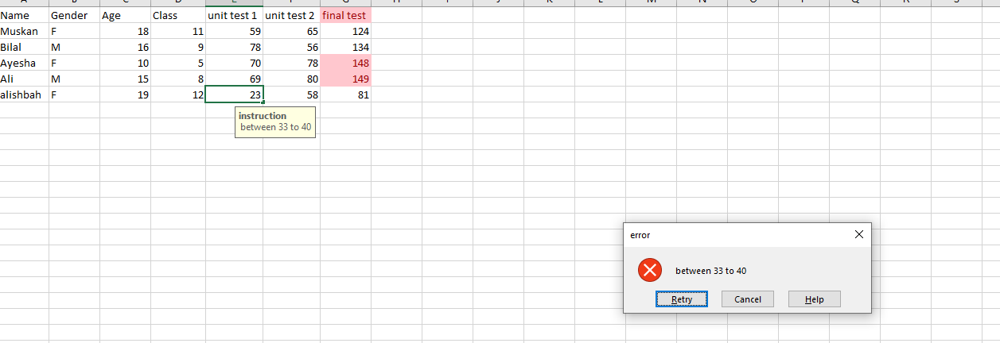 Name Gender Age Class unit test 1 unit test 2 final test
Muskan F 18 11 59 65 124
Bilal M 16 9 78 56 134
Ayesha F 10 5 70 78 148
Ali M 15 8 69 80 149
alishbah F 19 12 23 58 81
instruction
between 33 to 40
error
between 33 to 40
Retry Cancel Help